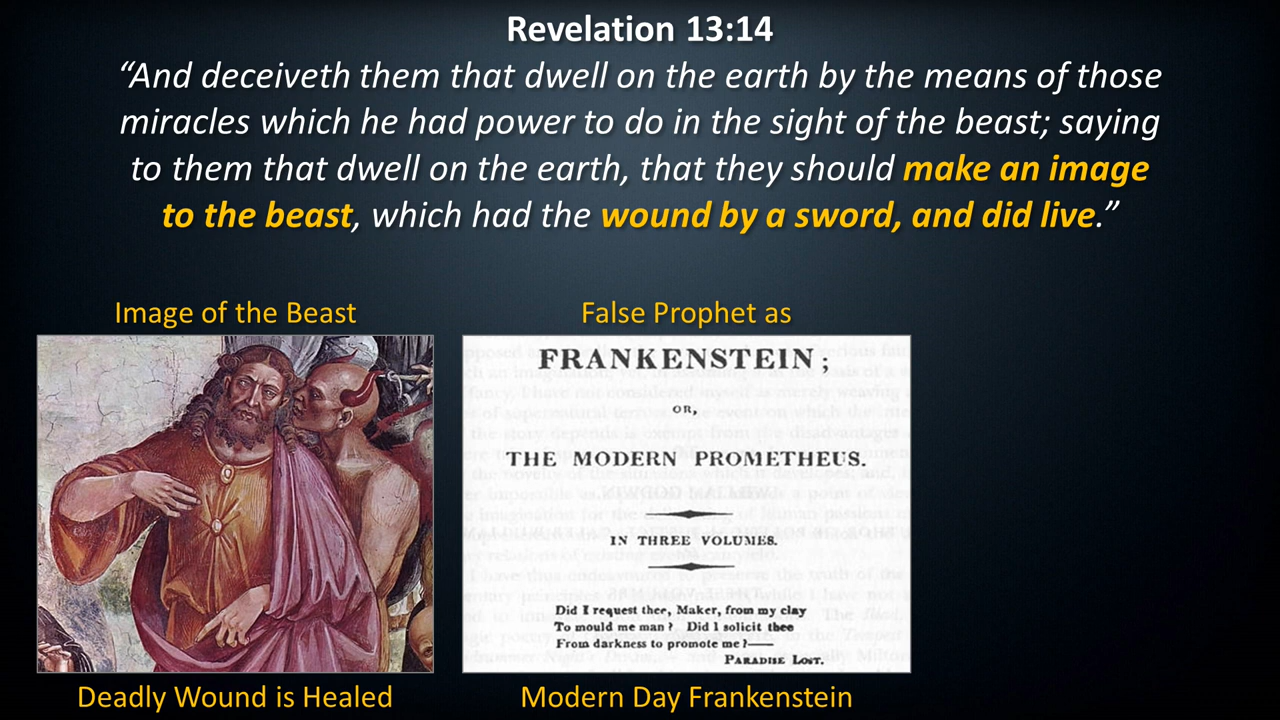 Revelation 13:14
“And deceiveth them that dwell on the earth by the means of those
miracles which he had power to do in the sight of the beast; saying
to them that dwell on the earth, that they should make an image
to the beast, which had the wound by a sword, and did live.”
Image of the Beast
False Prophet as
FRANKENSTEIN;
OR,
THE MODERN PROMETHEUS.
IN THREE VOLUMES.
Did I request thee, Maker, from my clay
To mould me man? Did I solicit thee
From darkness to promote me?——
PARADISE LOST.
Deadly Wound is Healed
Modern Day Frankenstein